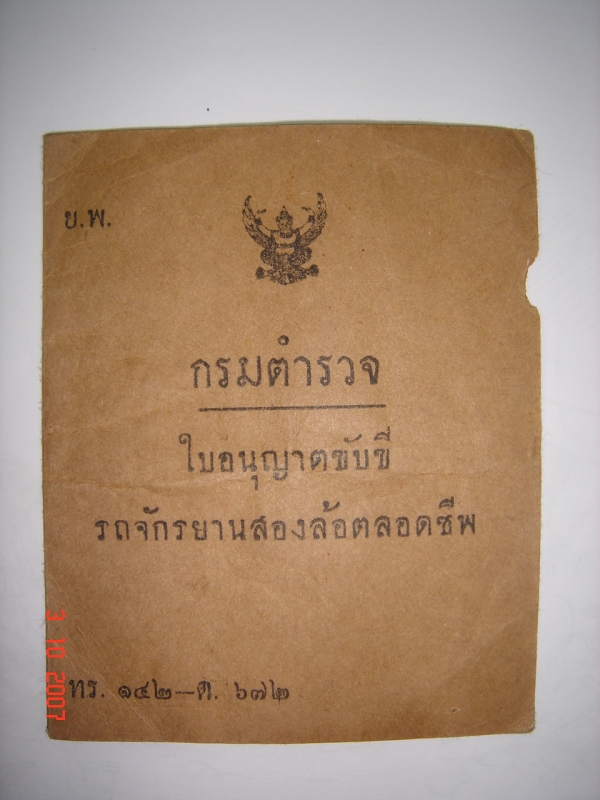 ย.พ.
กรมตำรวจ
ใบอนุญาตขับขี่
รถจักรยานสองล้อตลอดชีพ
ทร. ๑๔๒—ต. ๖๗๒
3 10 2007